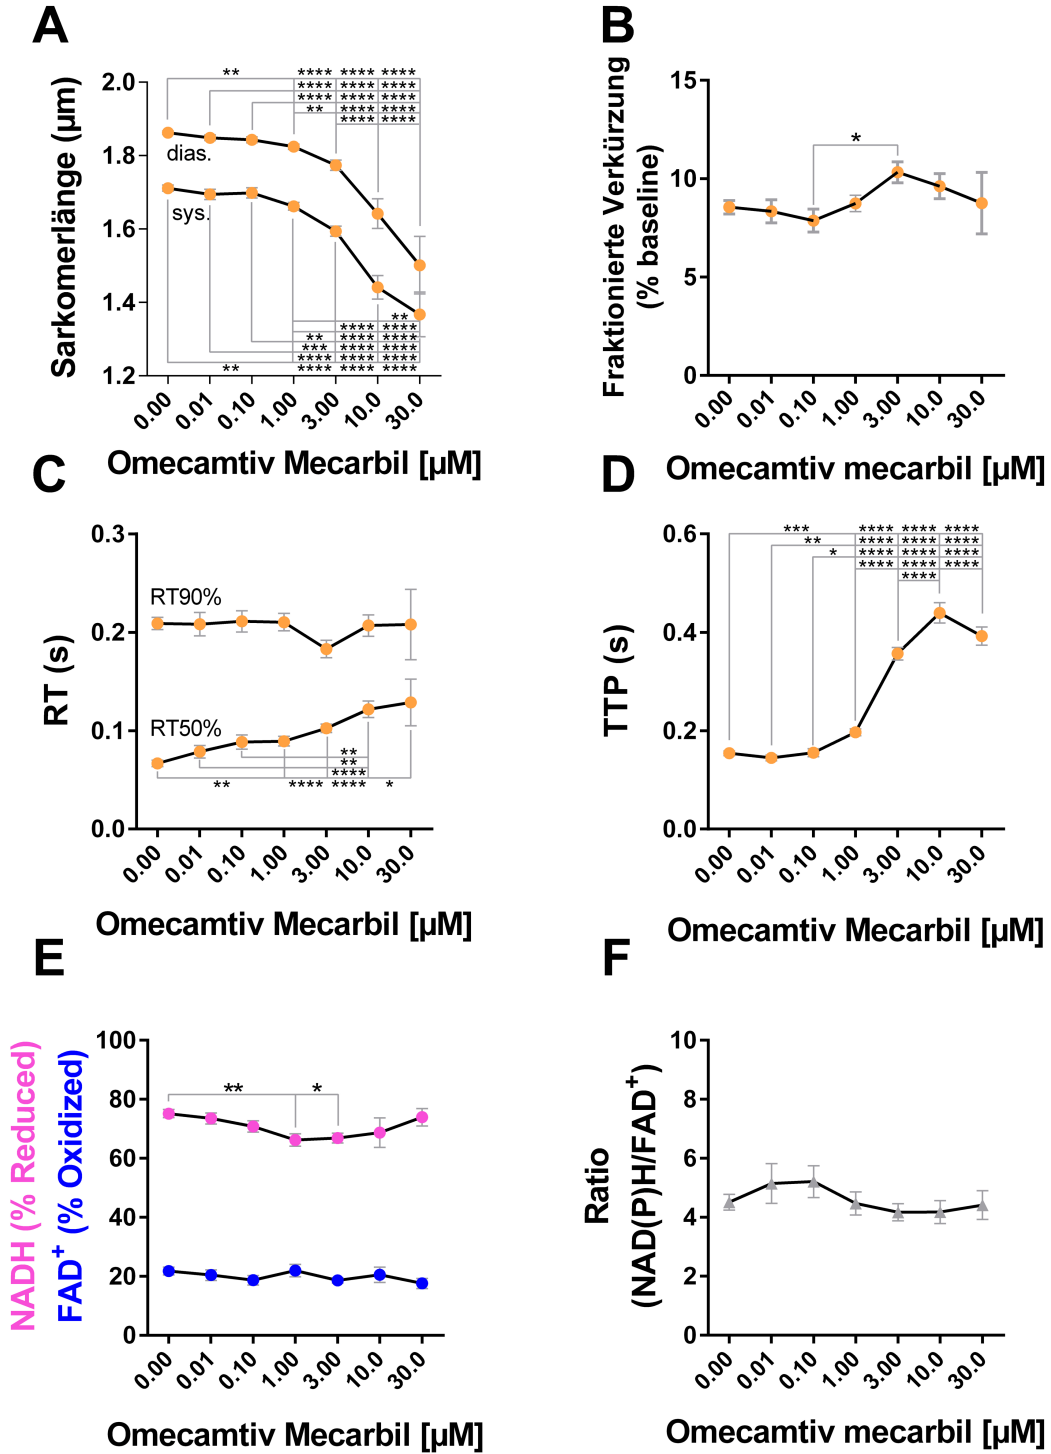 A
Sarkomerlänge (µm)
2.0
1.8
1.6
1.4
1.2
** **** **** ****
**** **** ****
**** **** ****
** **** ****
**** ****
dias.
sys.
**
**** ****
** **** ****
*** **** ****
**** **** ****
** **** **** ****
0.00 0.01 0.10 1.00 3.00 10.0 30.0
Omecamtiv Mecarbil [µM]
B
Fraktionierte Verkürzung
(% baseline)
15
10
5
0
*
0.00 0.01 0.10 1.00 3.00 10.0 30.0
Omecamtiv mecarbil [µM]
C
RT (s)
0.3
0.2
0.1
0.0
RT90%
RT50%
**
**
****
** **** **** *
0.00 0.01 0.10 1.00 3.00 10.0 30.0
Omecamtiv Mecarbil [µM]
D
TTP (s)
0.6
0.4
0.2
0.0
*** **** **** ****
** **** **** ****
* **** **** ****
**** **** ****
****
0.00 0.01 0.10 1.00 3.00 10.0 30.0
Omecamtiv Mecarbil [µM]
E
NADH (% Reduced)
FAD+ (% Oxidized)
100
80
60
40
20
0
** *
0.00 0.01 0.10 1.00 3.00 10.0 30.0
Omecamtiv Mecarbil [µM]
F
Ratio
(NAD(P)H/FAD+)
10
8
6
4
2
0
0.00 0.01 0.10 1.00 3.00 10.0 30.0
Omecamtiv mecarbil [µM]